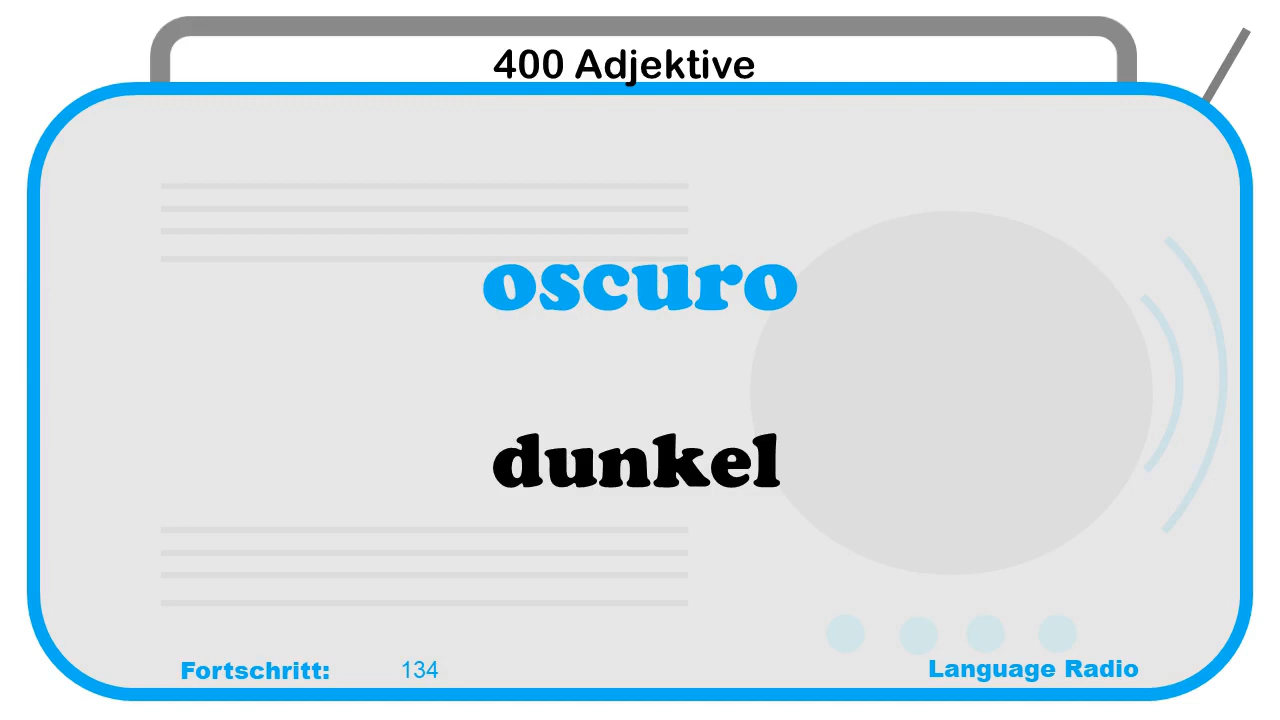 400 Adjektive
oscuro
dunkel
Fortschritt: 134
Language Radio